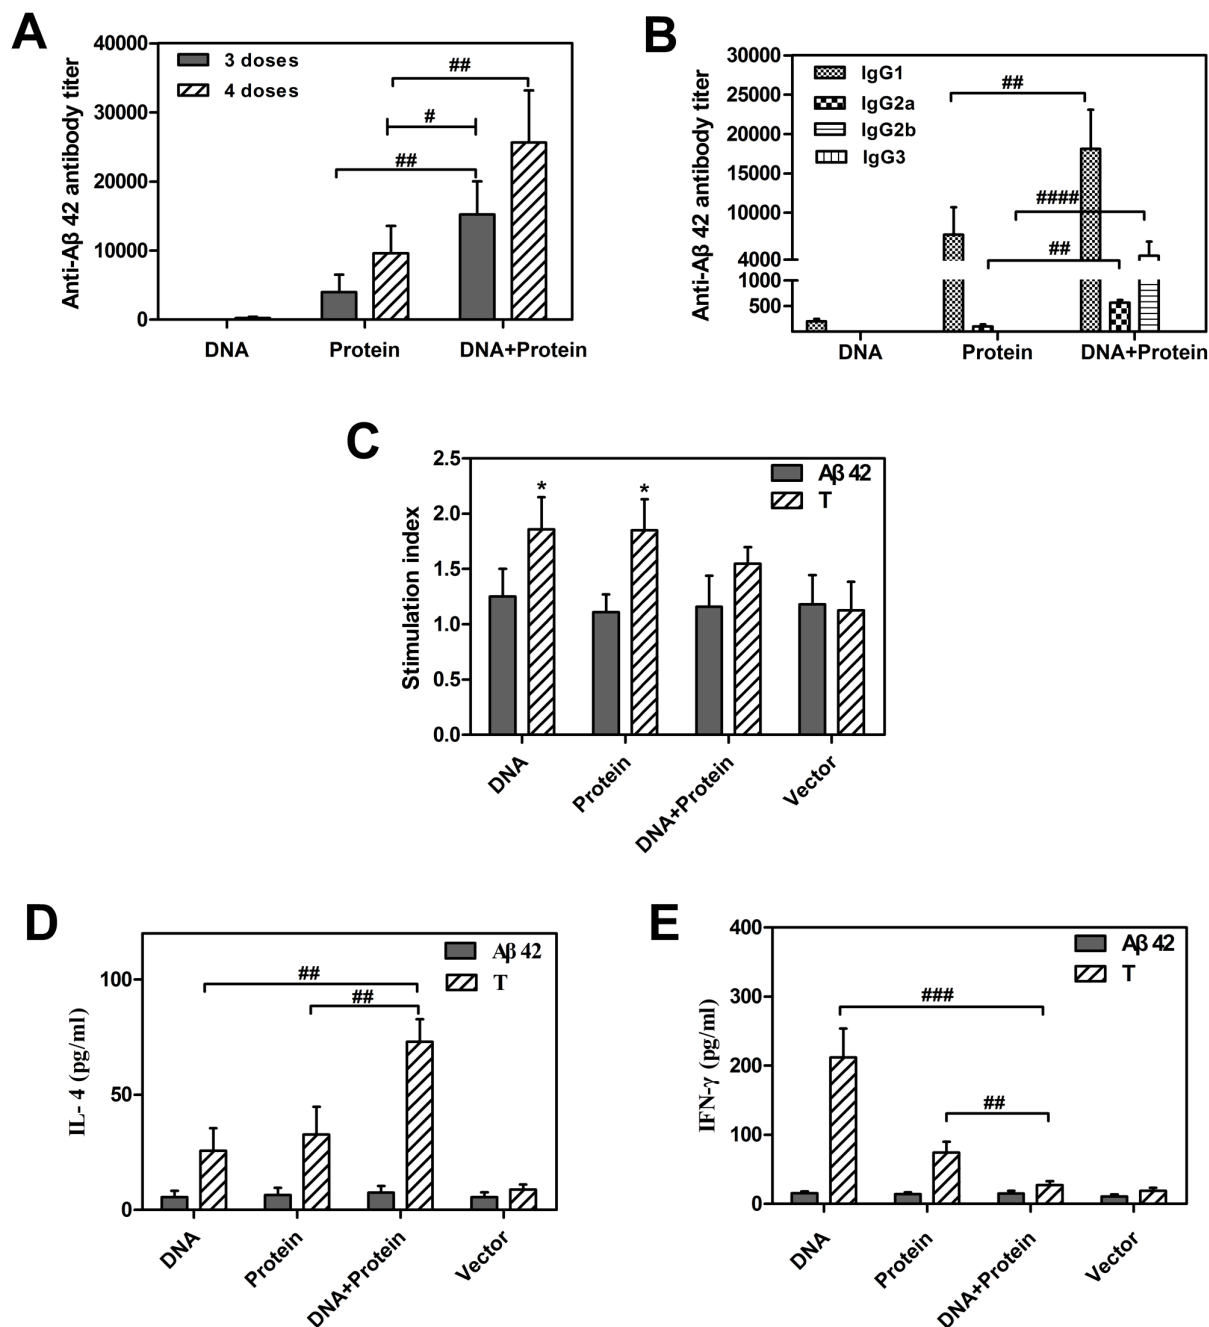 A
Anti-Aβ 42 antibody titer
40000
30000
20000
10000
0
3 doses
4 doses
##
#
##
DNA
Protein
DNA+Protein
B
Anti-Aβ 42 antibody titer
30000
25000
20000
15000
10000
4000
1000
500
IgG1
IgG2a
IgG2b
IgG3
##
####
##
DNA
Protein
DNA+Protein
C
Stimulation index
2.5
2.0
1.5
1.0
0.5
0.0
Aβ 42
T
*
*
DNA
Protein
DNA+Protein
Vector
D
IL- 4 (pg/ml)
100
50
0
Aβ 42
T
##
##
DNA
Protein
DNA+Protein
Vector
E
IFN-γ (pg/ml)
400
300
200
100
0
Aβ 42
T
###
##
DNA
Protein
DNA+Protein
Vector